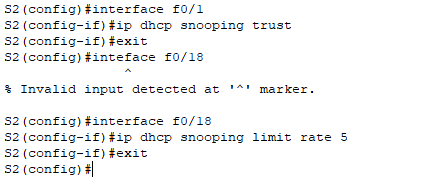 S2(config)#interface f0/1
S2(config-if)#ip dhcp snooping trust
S2(config-if)#exit
S2(config)#inteface f0/18
^
% Invalid input detected at '^' marker.
S2(config)#interface f0/18
S2(config-if)#ip dhcp snooping limit rate 5
S2(config-if)#exit
S2(config)#